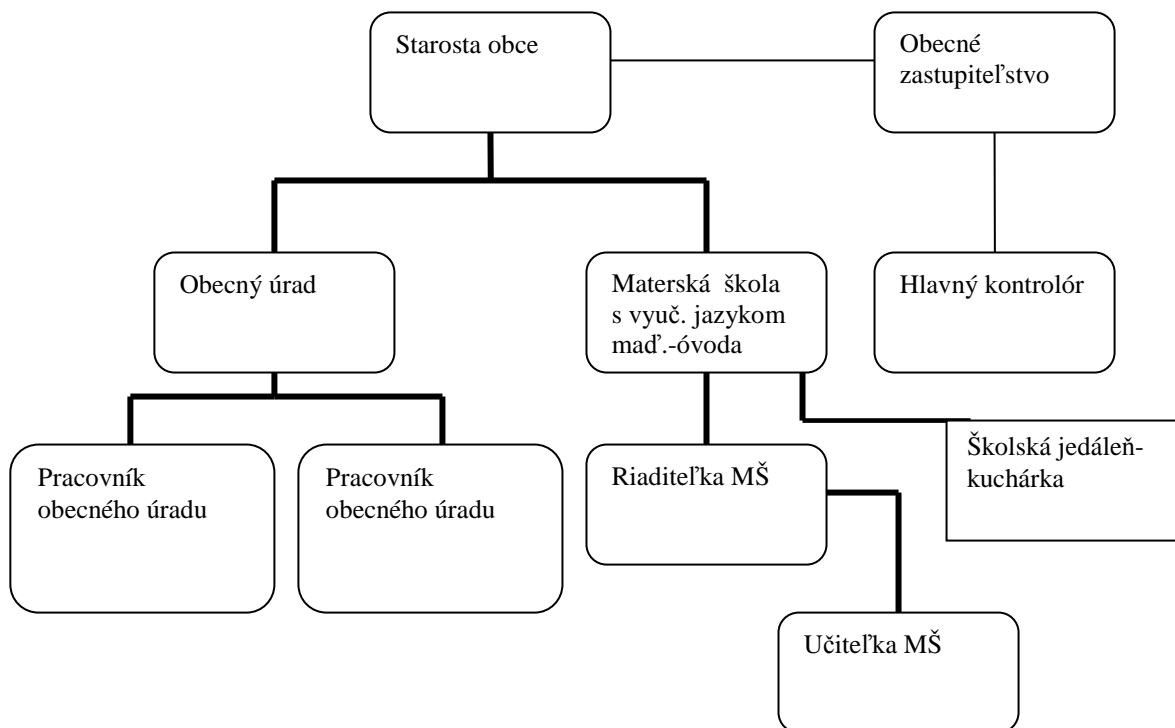 Starosta obce
Obecné
zastupiteľstvo
Obecný úrad
Materská  škola
s vyuč. jazykom
maď.-óvoda
Hlavný kontrolór
Pracovník
obecného úradu
Pracovník
obecného úradu
Riaditeľka MŠ
Školská jedáleň-
kuchárka
Učiteľka MŠ